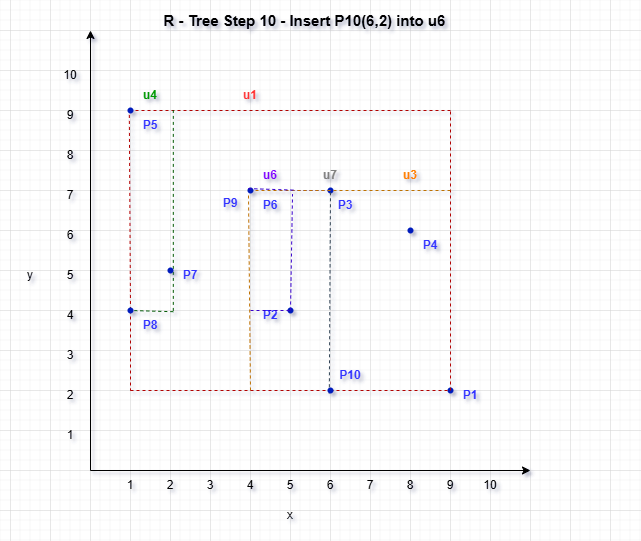 R - Tree Step 10 - Insert P10(6,2) into u6
10
u4
u1
9
P5
8
u6
u7
u3
7
P9
P6
P3
6
P4
y
5
P7
4
P2
P8
3
P10
2
P1
1
1 2 3 4 5 6 7 8 9 10
x